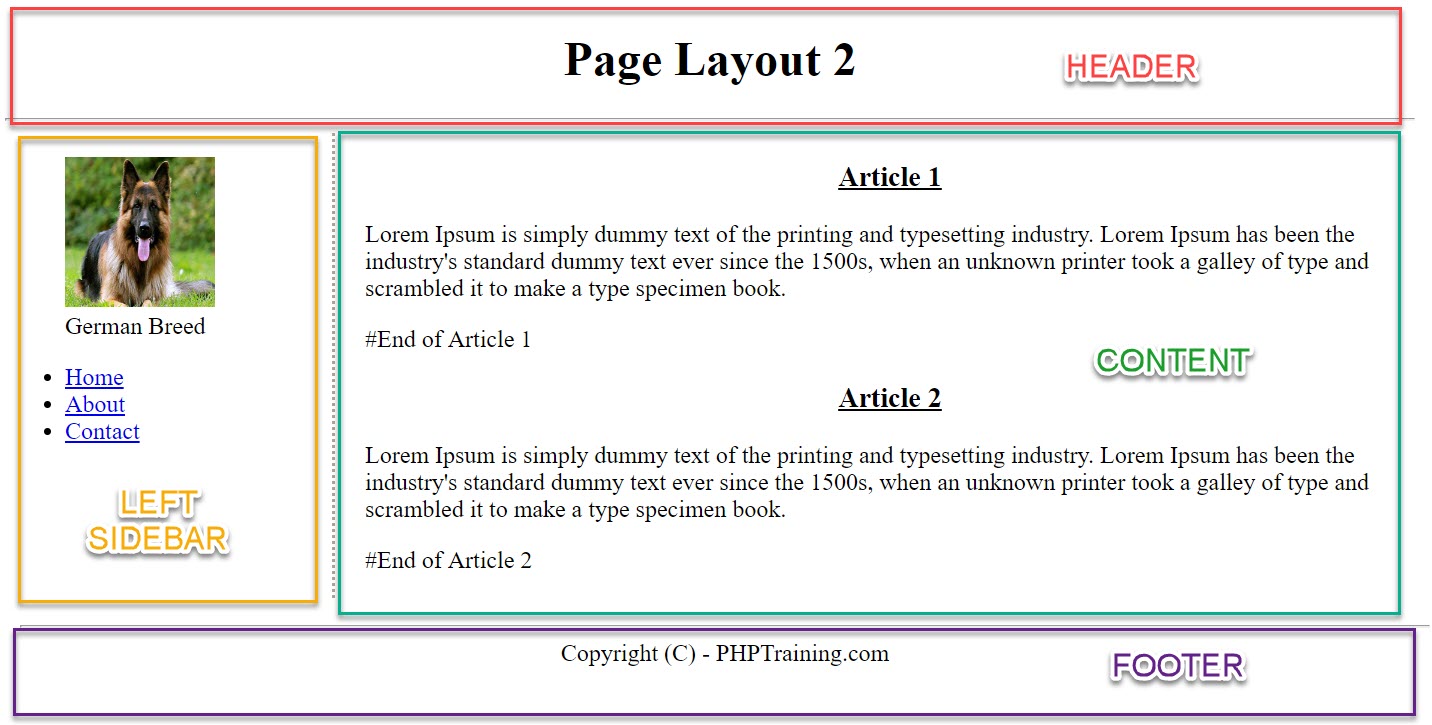 Page Layout 2
HEADER
German Breed
Home
About
Contact
LEFT
SIDEBAR
Article 1
Lorem Ipsum is simply dummy text of the printing and typesetting industry. Lorem Ipsum has been the
industry's standard dummy text ever since the 1500s, when an unknown printer took a galley of type and
scrambled it to make a type specimen book.
#End of Article 1
CONTENT
Article 2
Lorem Ipsum is simply dummy text of the printing and typesetting industry. Lorem Ipsum has been the
industry's standard dummy text ever since the 1500s, when an unknown printer took a galley of type and
scrambled it to make a type specimen book.
#End of Article 2
Copyright (C) - PHPTraining.com
FOOTER